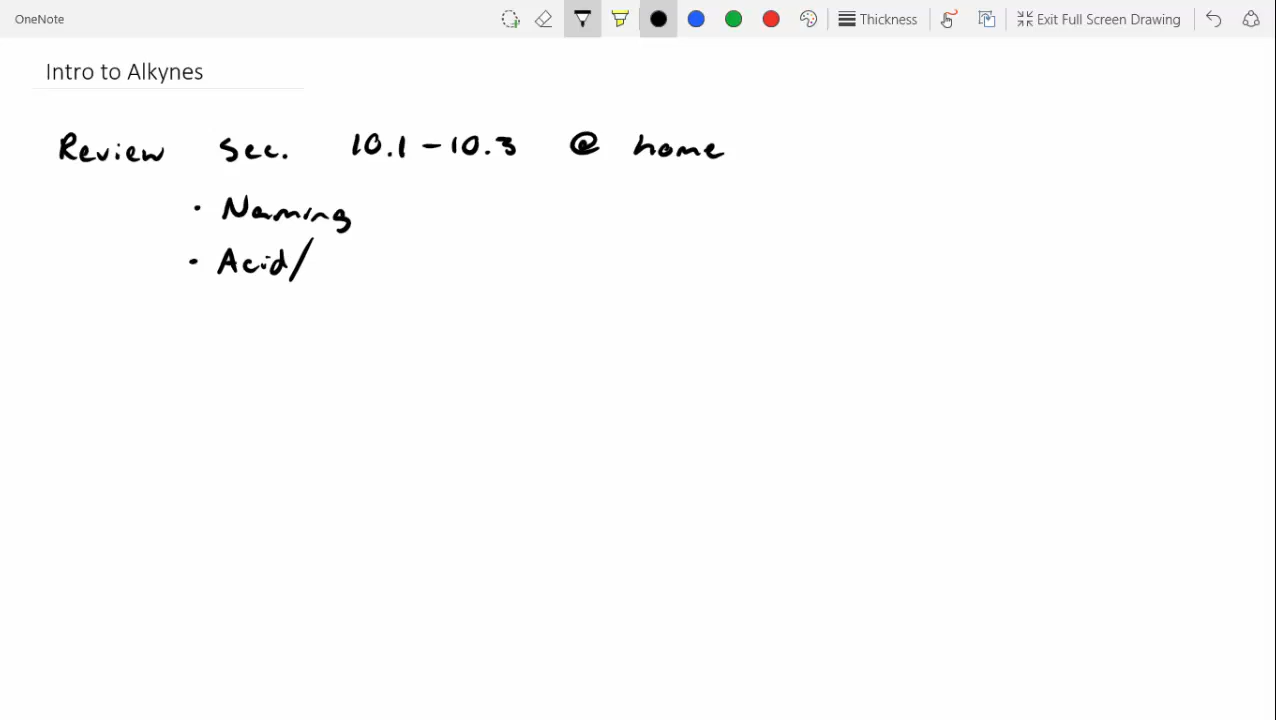 OneNote
Thickness
Exit Full Screen Drawing
Intro to Alkynes
Review Sec. 10.1-10.3 @ home
• Naming
• Acid/